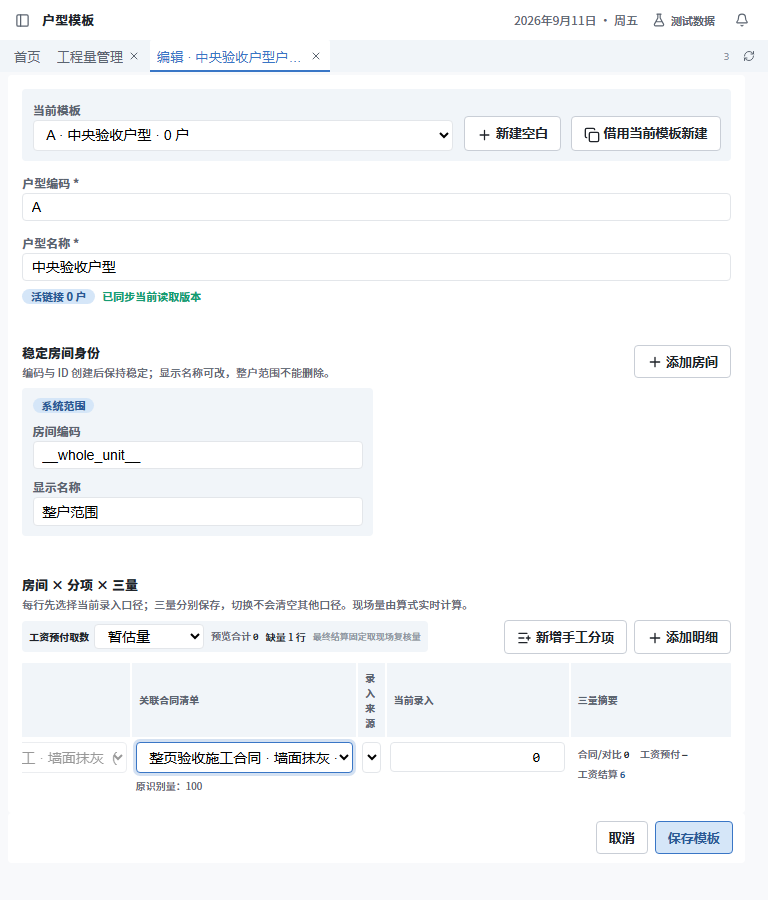 户型模板
2026年9月11日 · 周五
测试数据
首页
工程量管理
编辑 · 中央验收户型户...
3
当前模板
A · 中央验收户型 · 0 户
新建空白
借用当前模板新建
户型编码 *
A
户型名称 *
中央验收户型
活链接 0 户
已同步当前读取版本
稳定房间身份
编码与 ID 创建后保持稳定；显示名称可改，整户范围不能删除。
添加房间
系统范围
房间编码
__whole_unit__
显示名称
整户范围
房间 × 分项 × 三量
每行先选择当前录入口径；三量分别保存，切换不会清空其他口径。现场量由算式实时计算。
工资预付取数
暂估量
预览合计 0
缺量 1 行
最终结算固定取现场复核量
新增手工分项
添加明细
关联合同清单
录入来源
当前录入
三量摘要
工 · 墙面抹灰
整页验收施工合同 · 墙面抹灰 ·
0
合同/对比 0
工资预付 –
工资结算 6
原识别量：100
取消
保存模板